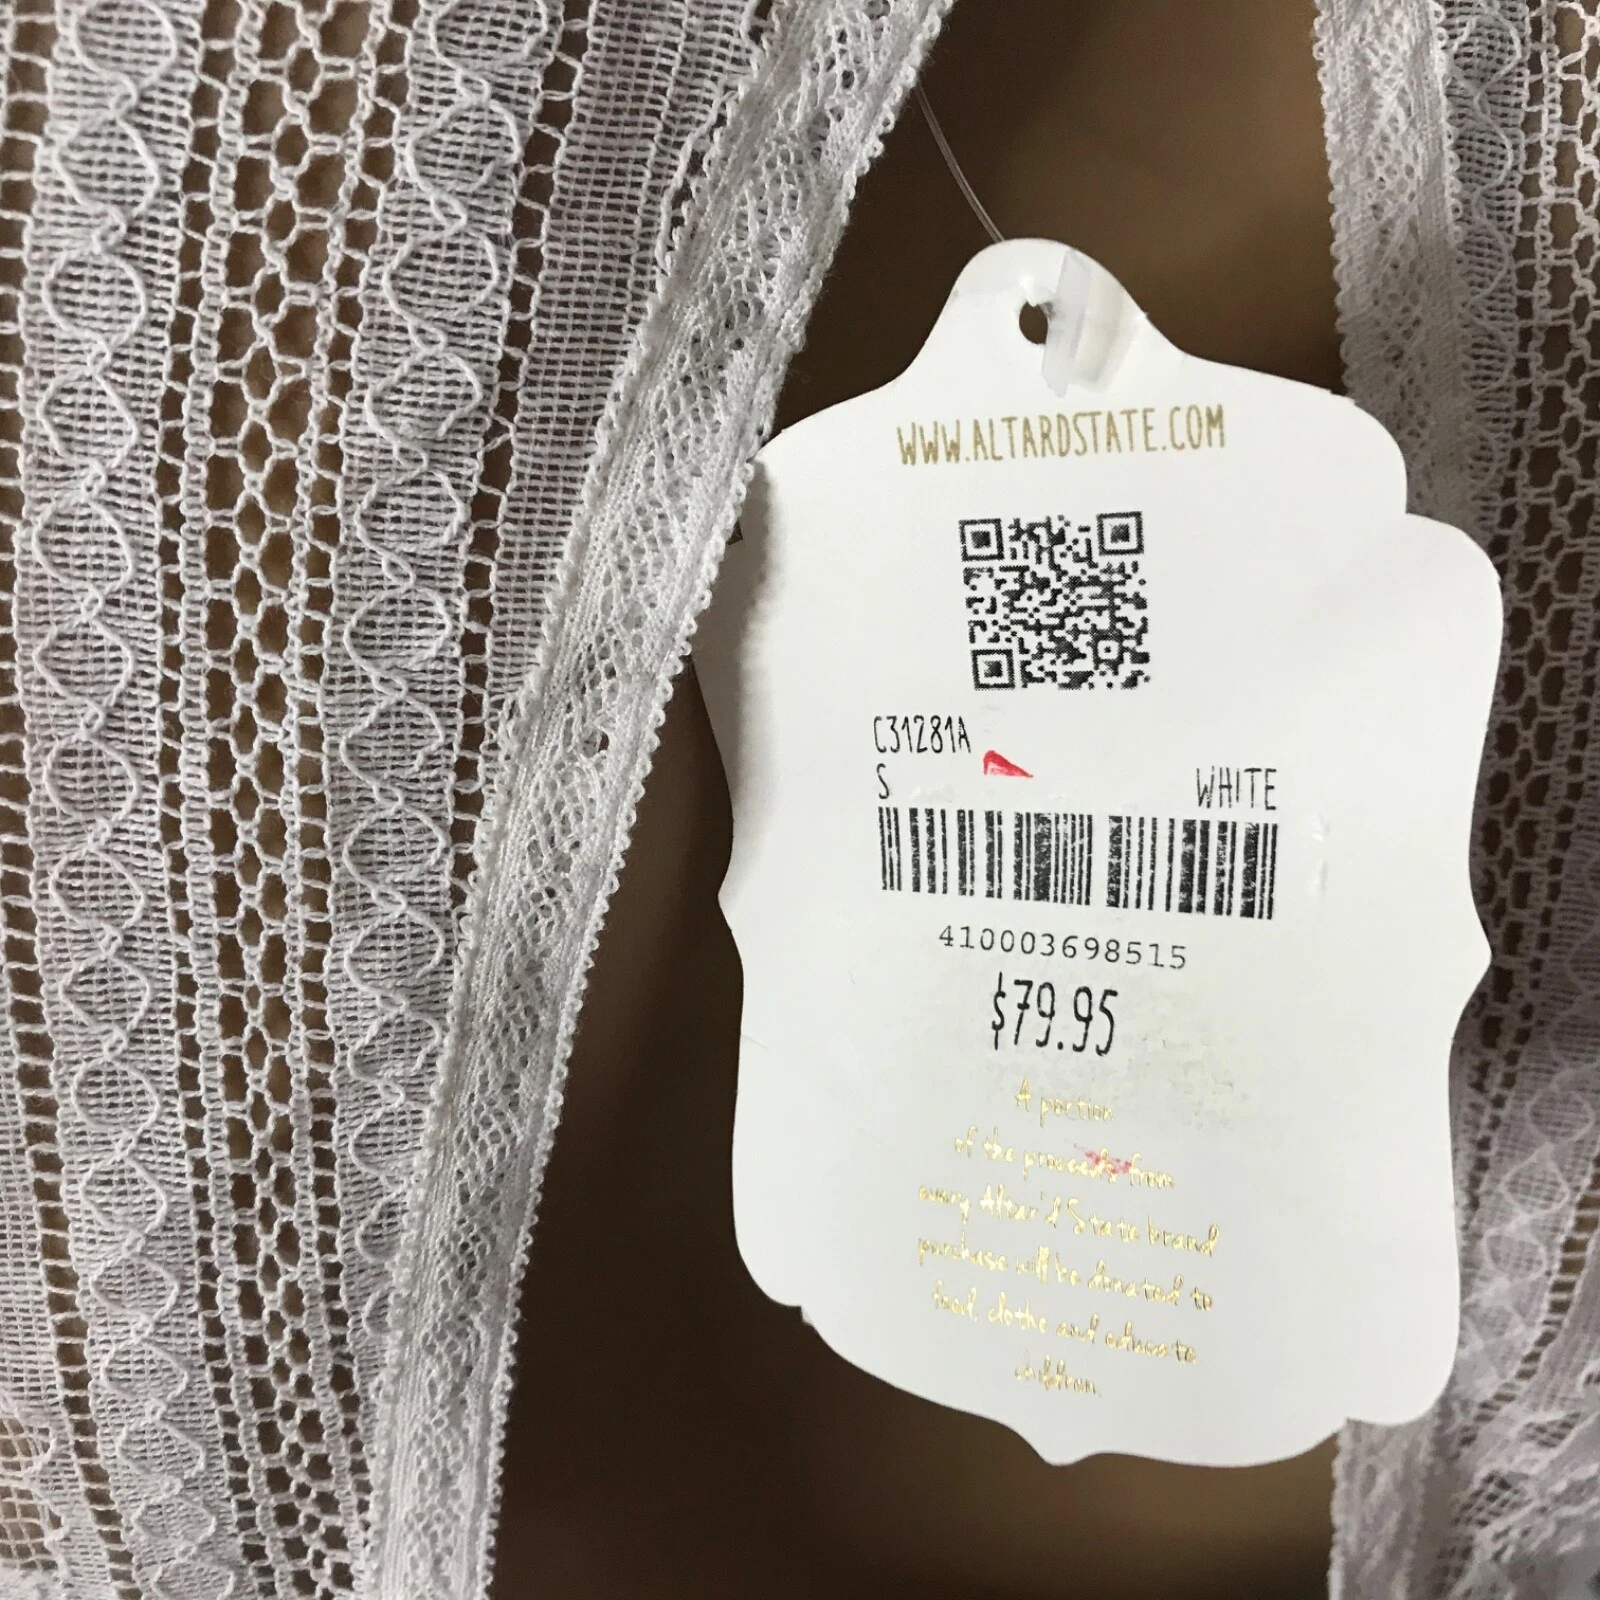 WWW.ALTARDSTATE.COM
C31281A
S WHITE
410003698515
$79.95
A portion
of the proceeds from
every Altar'd State brand
purchase will be donated to
feed, clothe and educate
children.